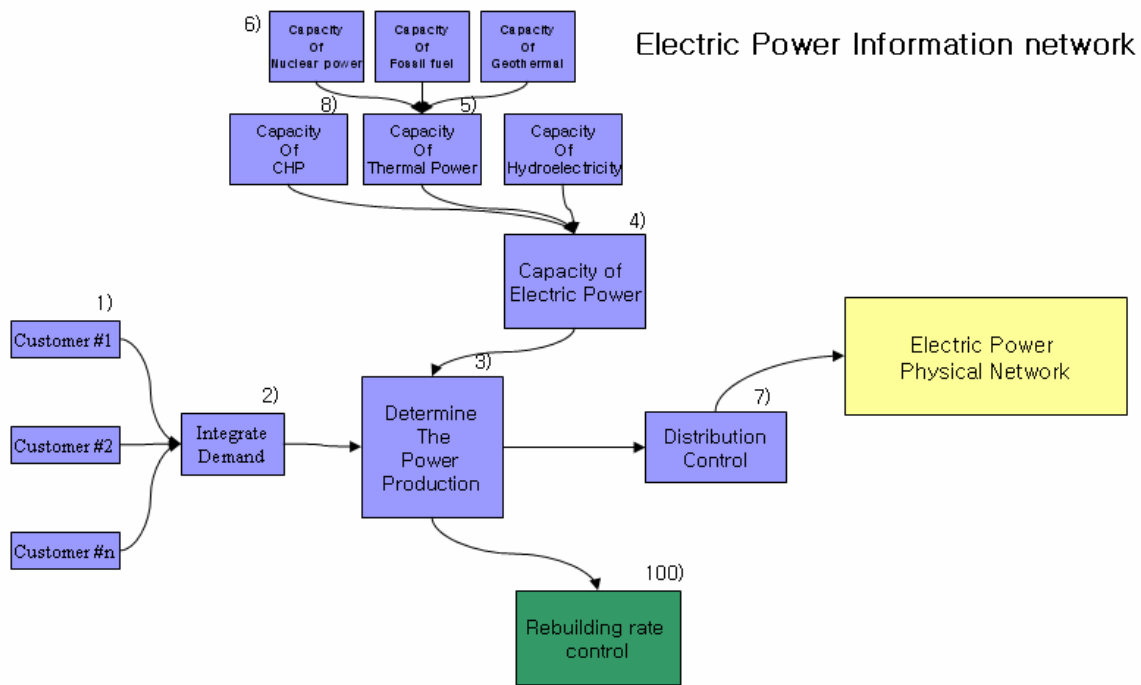 Electric Power Information network
6)
Capacity
Of
Nuclear power
Capacity
Of
Fossil fuel
Capacity
Of
Geothermal
8)
5)
Capacity
Of
CHP
Capacity
Of
Thermal Power
Capacity
Of
Hydroelectricity
4)
Capacity of
Electric Power
1)
Customer #1
Customer #2
Customer #n
2)
Integrate
Demand
3)
Determine
The
Power
Production
7)
Distribution
Control
Electric Power
Physical Network
100)
Rebuilding rate
control